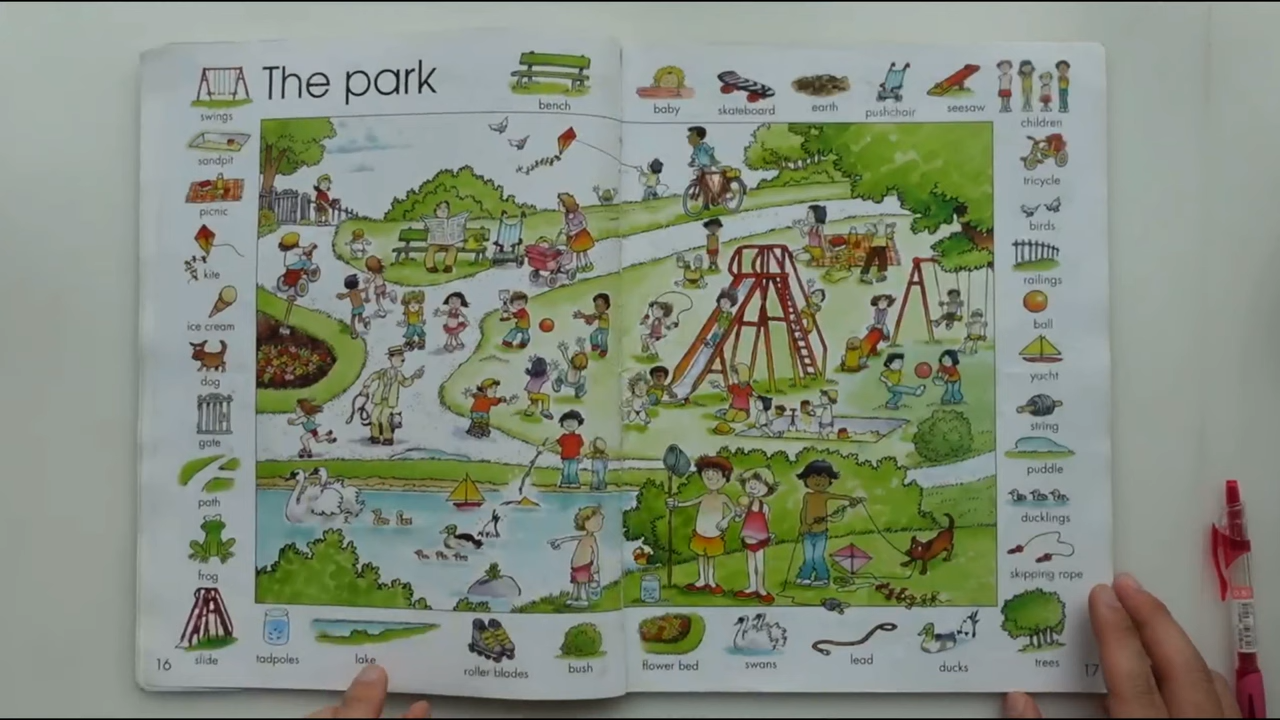 The park
swings
sandpit
picnic
kite
ice cream
dog
gate
path
frog
slide
bench
baby
skateboard
earth
pushchair
seesaw
children
tricycle
birds
railings
ball
yacht
string
puddle
ducklings
skipping rope
trees
tadpoles
lake
roller blades
bush
flower bed
swans
lead
ducks
16
17